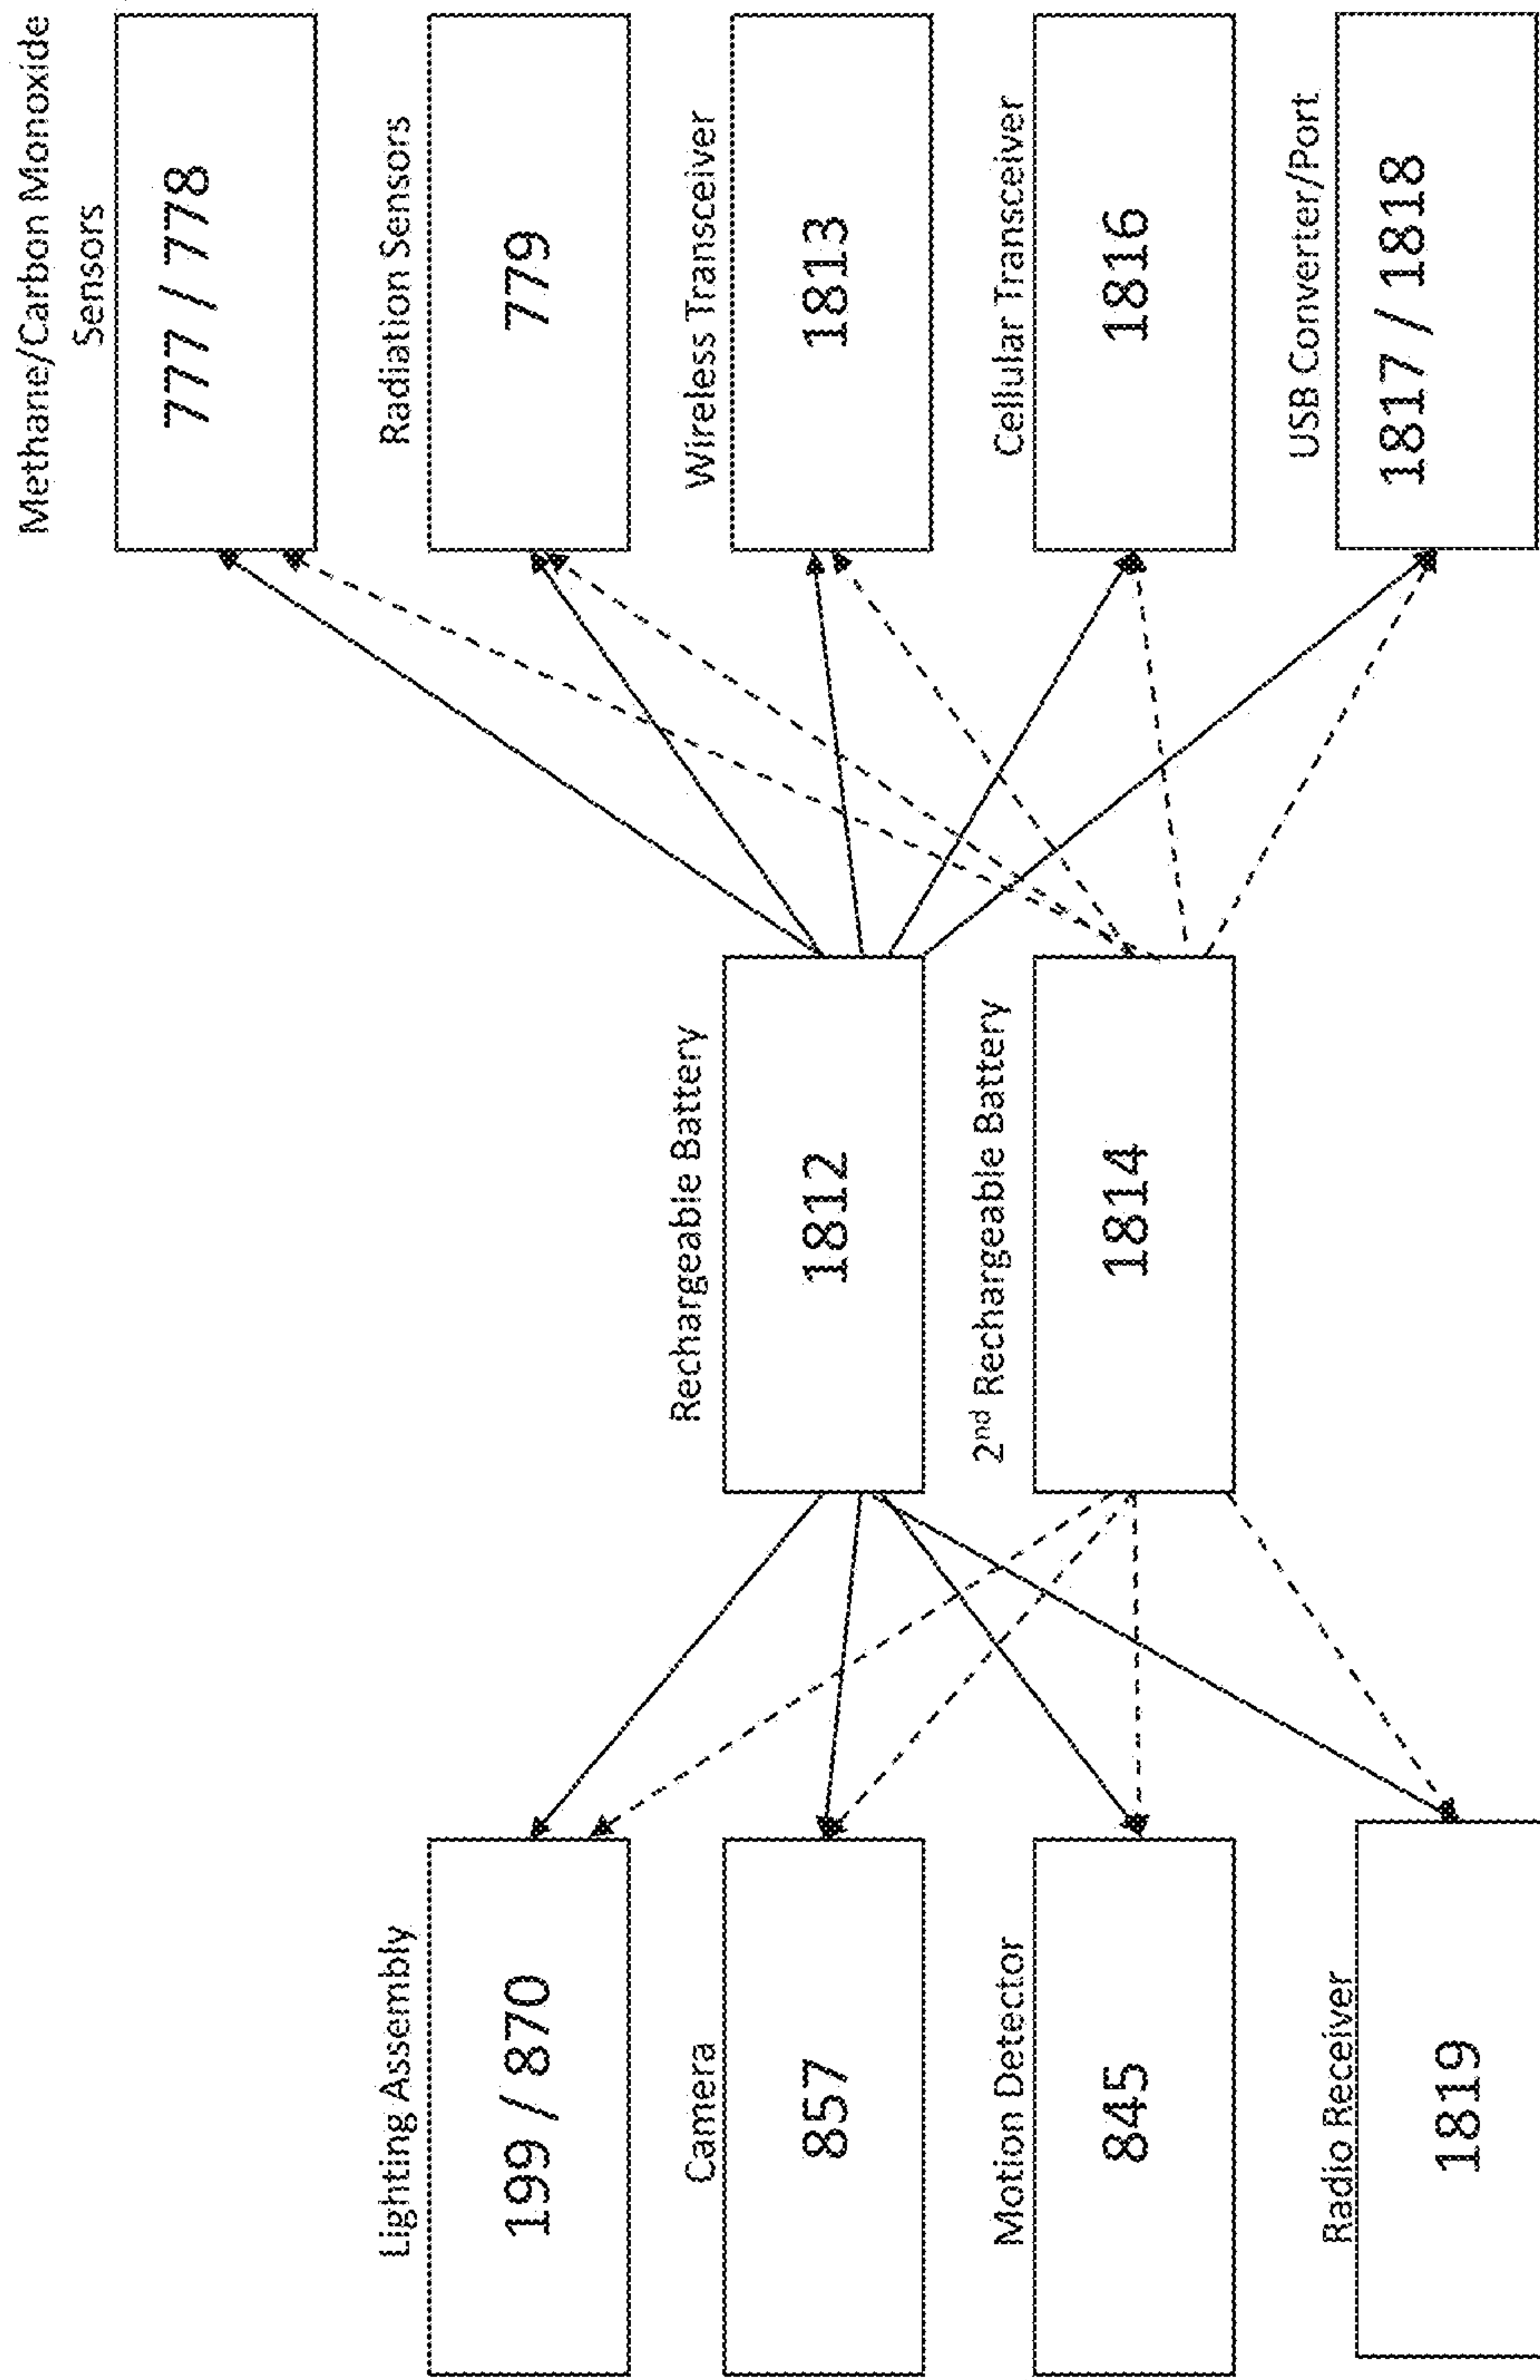 Methane/Carbon Monoxide
Sensors
777 / 778
Lighting Assembly
199 / 870
Radiation Sensors
779
Camera
857
Rechargeable Battery
1812
Wireless Transceiver
1813
Motion Detector
845
2nd Rechargeable Battery
1814
Cellular Transceiver
1816
Radio Receiver
1819
USB Converter/Port
1817 / 1818